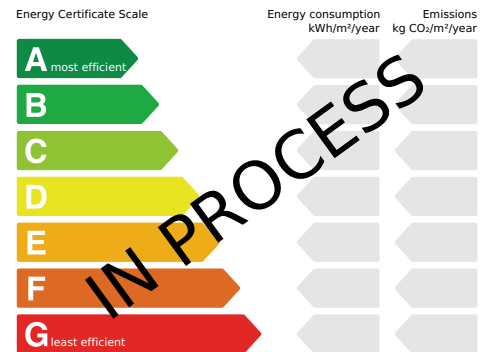 Energy Certificate Scale
Energy consumption
kWh/m²/year
Emissions
kg CO₂/m²/year
A most efficient
B
C
D
E
F
G least efficient
IN PROCESS